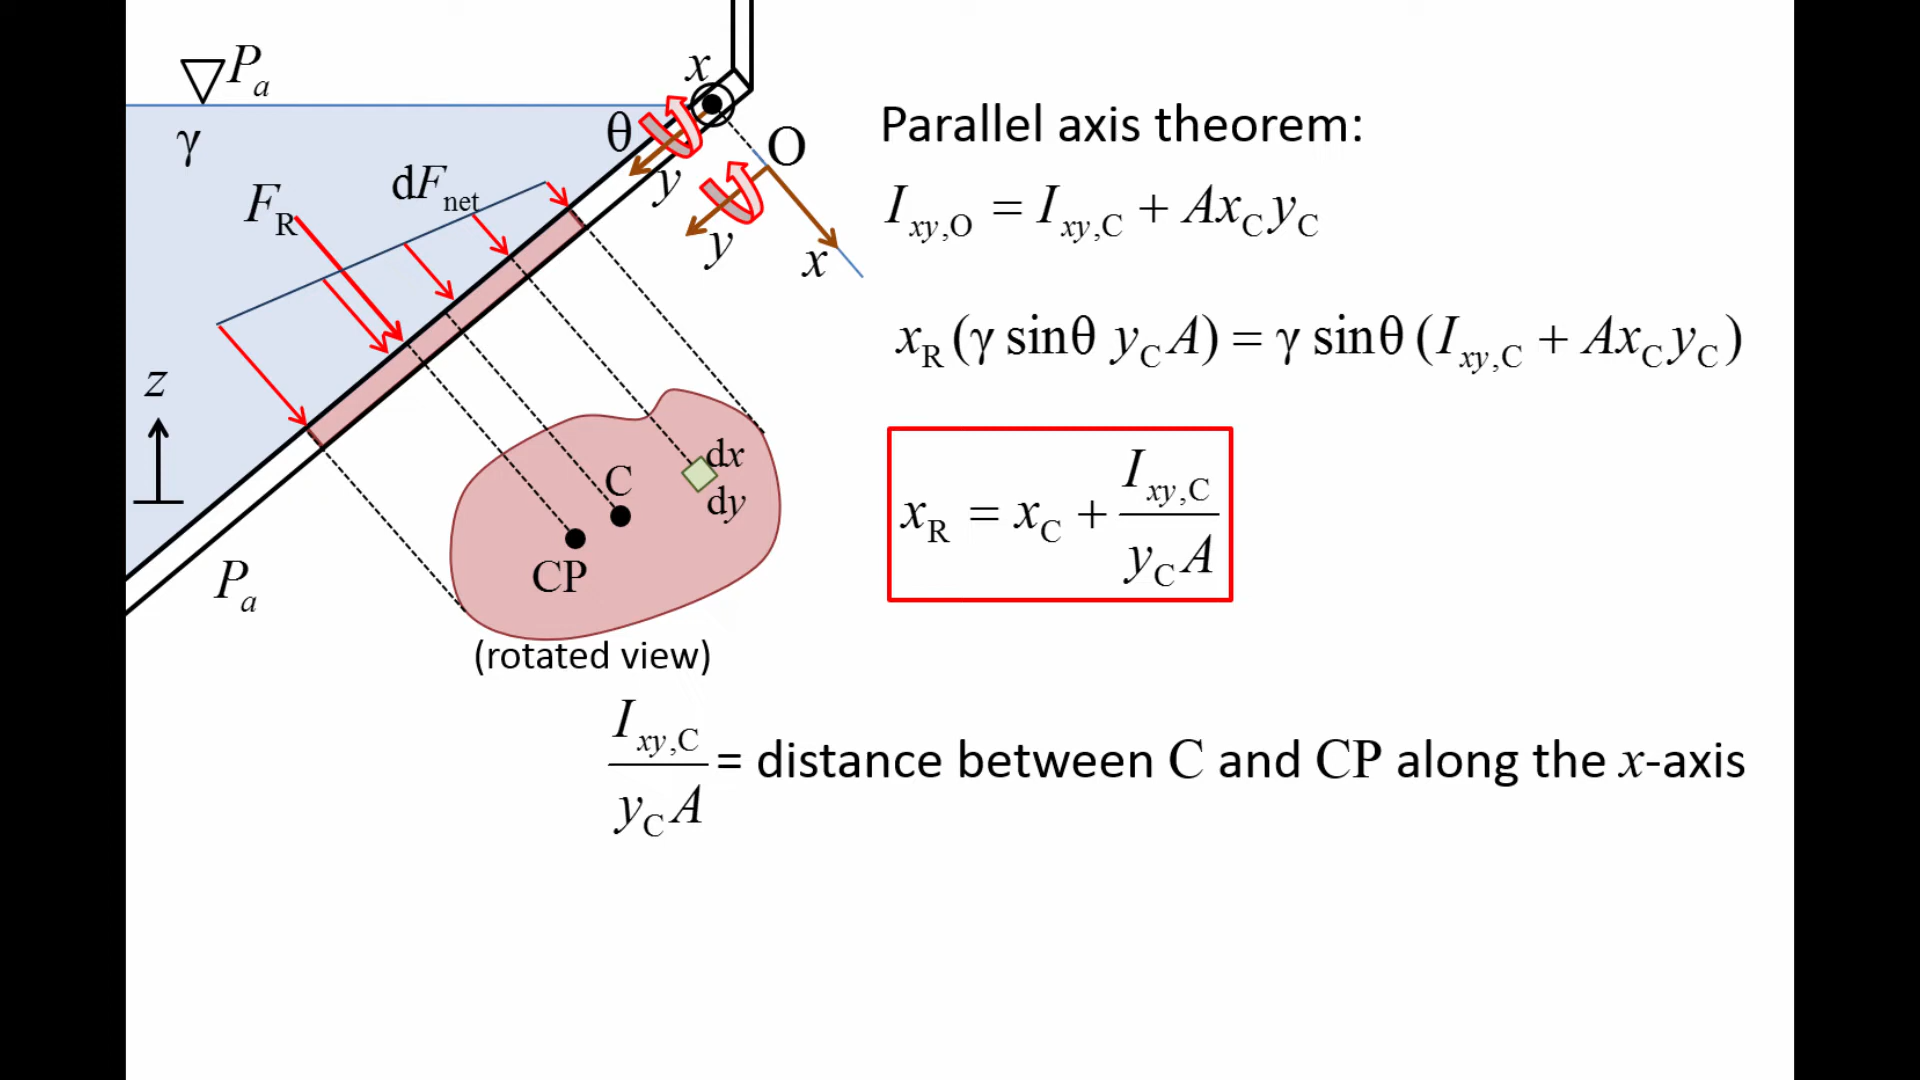 P_a
γ
θ
x
y
O
y
x
dF_net
F_R
z
P_a
C
CP
dx
dy
(rotated view)
Parallel axis theorem:
I_xy,O = I_xy,C + Ax_C y_C
x_R (γ sinθ y_C A) = γ sinθ (I_xy,C + Ax_C y_C)
x_R = x_C + I_xy,C / y_C A
I_xy,C / y_C A = distance between C and CP along the x-axis